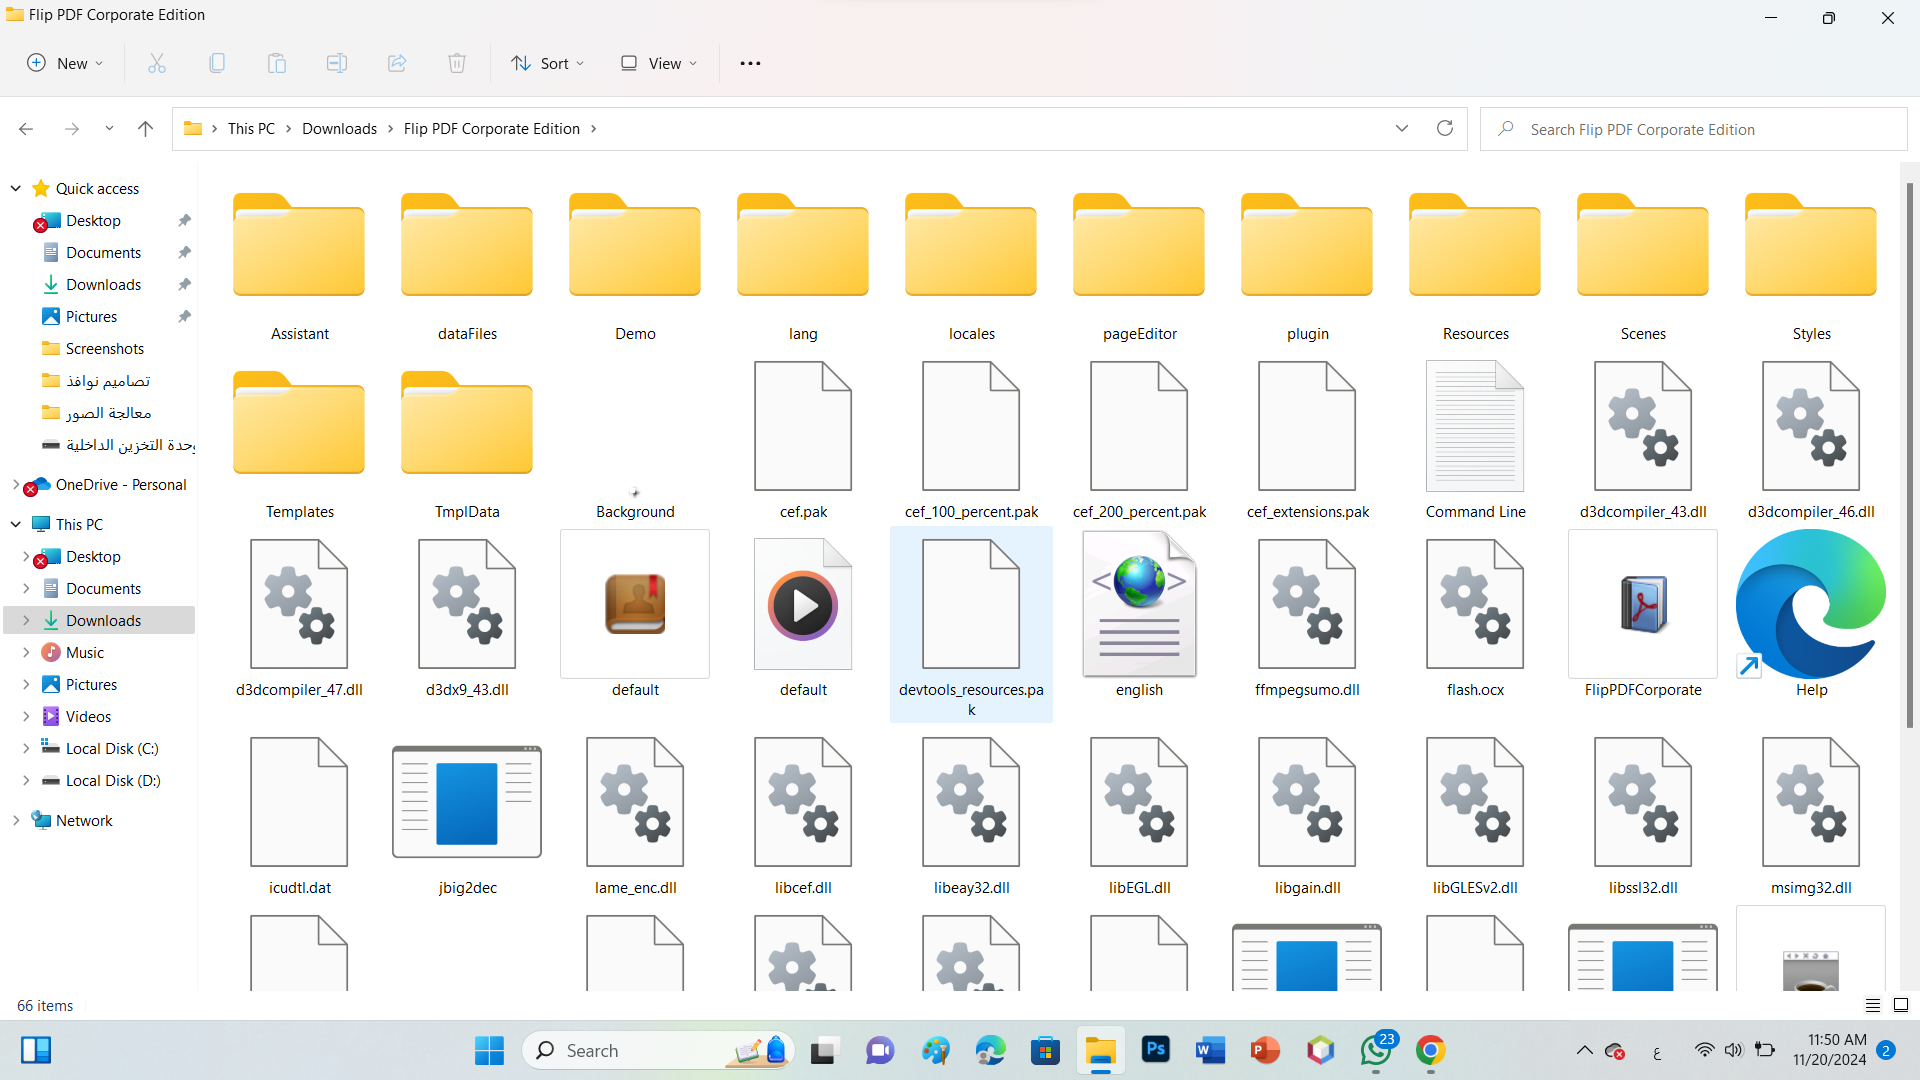 Flip PDF Corporate Edition
New
Sort
View
This PC
Downloads
Flip PDF Corporate Edition
Search Flip PDF Corporate Edition
Quick access
Desktop
Documents
Downloads
Pictures
Screenshots
تصاميم نوافذ
معالجة الصور
وحدة التخزين الداخلية
OneDrive - Personal
This PC
Desktop
Documents
Downloads
Music
Pictures
Videos
Local Disk (C:)
Local Disk (D:)
Network
Assistant
dataFiles
Demo
lang
locales
pageEditor
plugin
Resources
Scenes
Styles
Templates
TmplData
Background
cef.pak
cef_100_percent.pak
cef_200_percent.pak
cef_extensions.pak
Command Line
d3dcompiler_43.dll
d3dcompiler_46.dll
d3dcompiler_47.dll
d3dx9_43.dll
default
default
devtools_resources.pa
k
english
ffmpegsumo.dll
flash.ocx
FlipPDFCorporate
Help
icudtl.dat
jbig2dec
lame_enc.dll
libcef.dll
libeay32.dll
libEGL.dll
libgain.dll
libGLESv2.dll
libssl32.dll
msimg32.dll
66 items
Search
Ps
W
P
23
ع
11:50 AM
11/20/2024
2